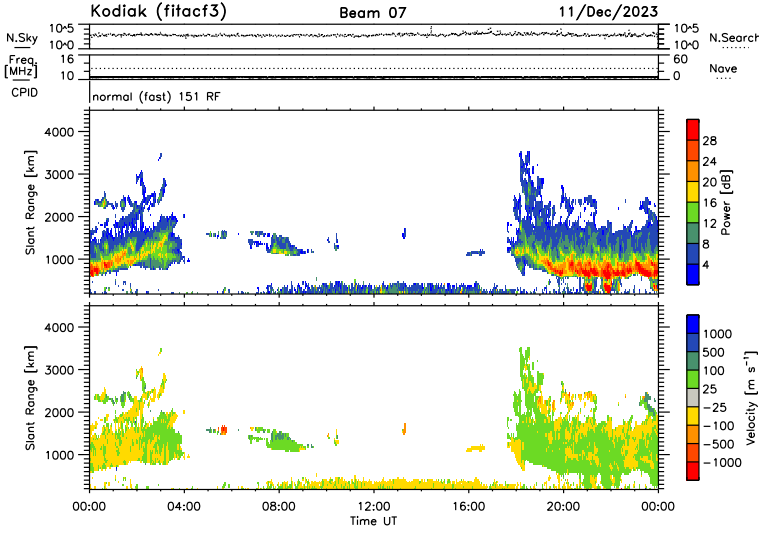 Kodiak (fitacf3) Beam 07 11/Dec/2023
N.Sky 10^5 10^0 10^5 10^0 N.Search
Freq. [MHz] 16 10 60 0 Nave
CPID normal (fast) 151 RF
Slant Range [km] 4000 3000 2000 1000
28 24 20 16 12 8 4 Power [dB]
Slant Range [km] 4000 3000 2000 1000
1000 500 100 25 −25 −100 −500 −1000 Velocity [m s⁻¹]
00:00 04:00 08:00 12:00 16:00 20:00 00:00
Time UT